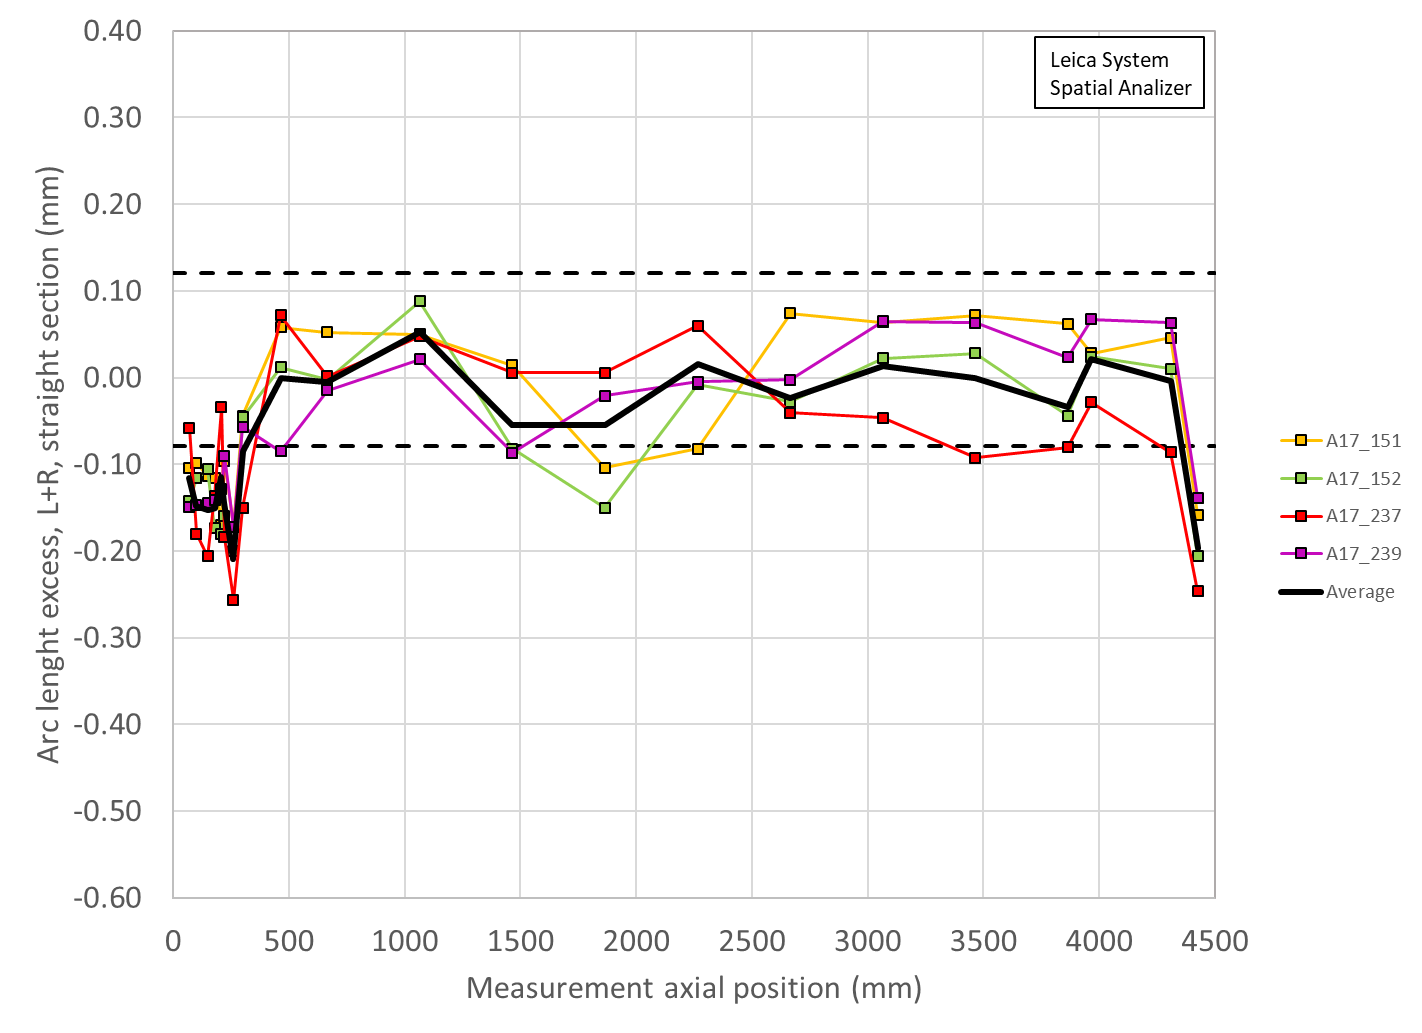 0.40
0.30
0.20
0.10
0.00
-0.10
-0.20
-0.30
-0.40
-0.50
-0.60
Arc lenght excess, L+R, straight section (mm)
Leica System
Spatial Analizer
A17_151
A17_152
A17_237
A17_239
Average
0 500 1000 1500 2000 2500 3000 3500 4000 4500
Measurement axial position (mm)